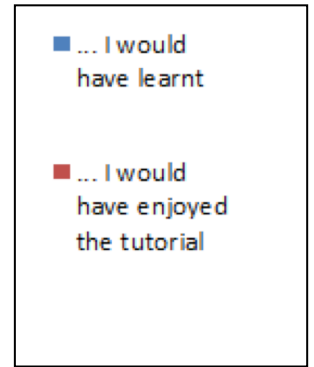 ... I would
have learnt
... I would
have enjoyed
the tutorial